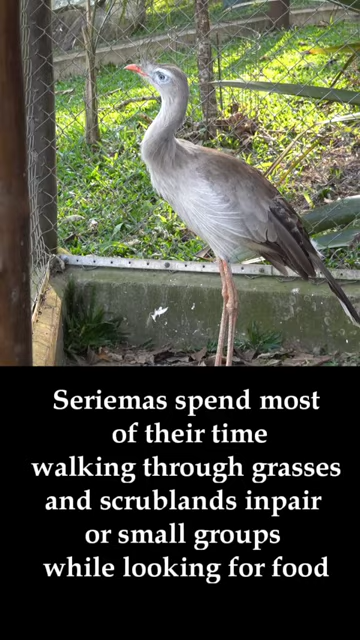 Seriemas spend most
of their time
walking through grasses
and scrublands inpair
or small groups
while looking for food